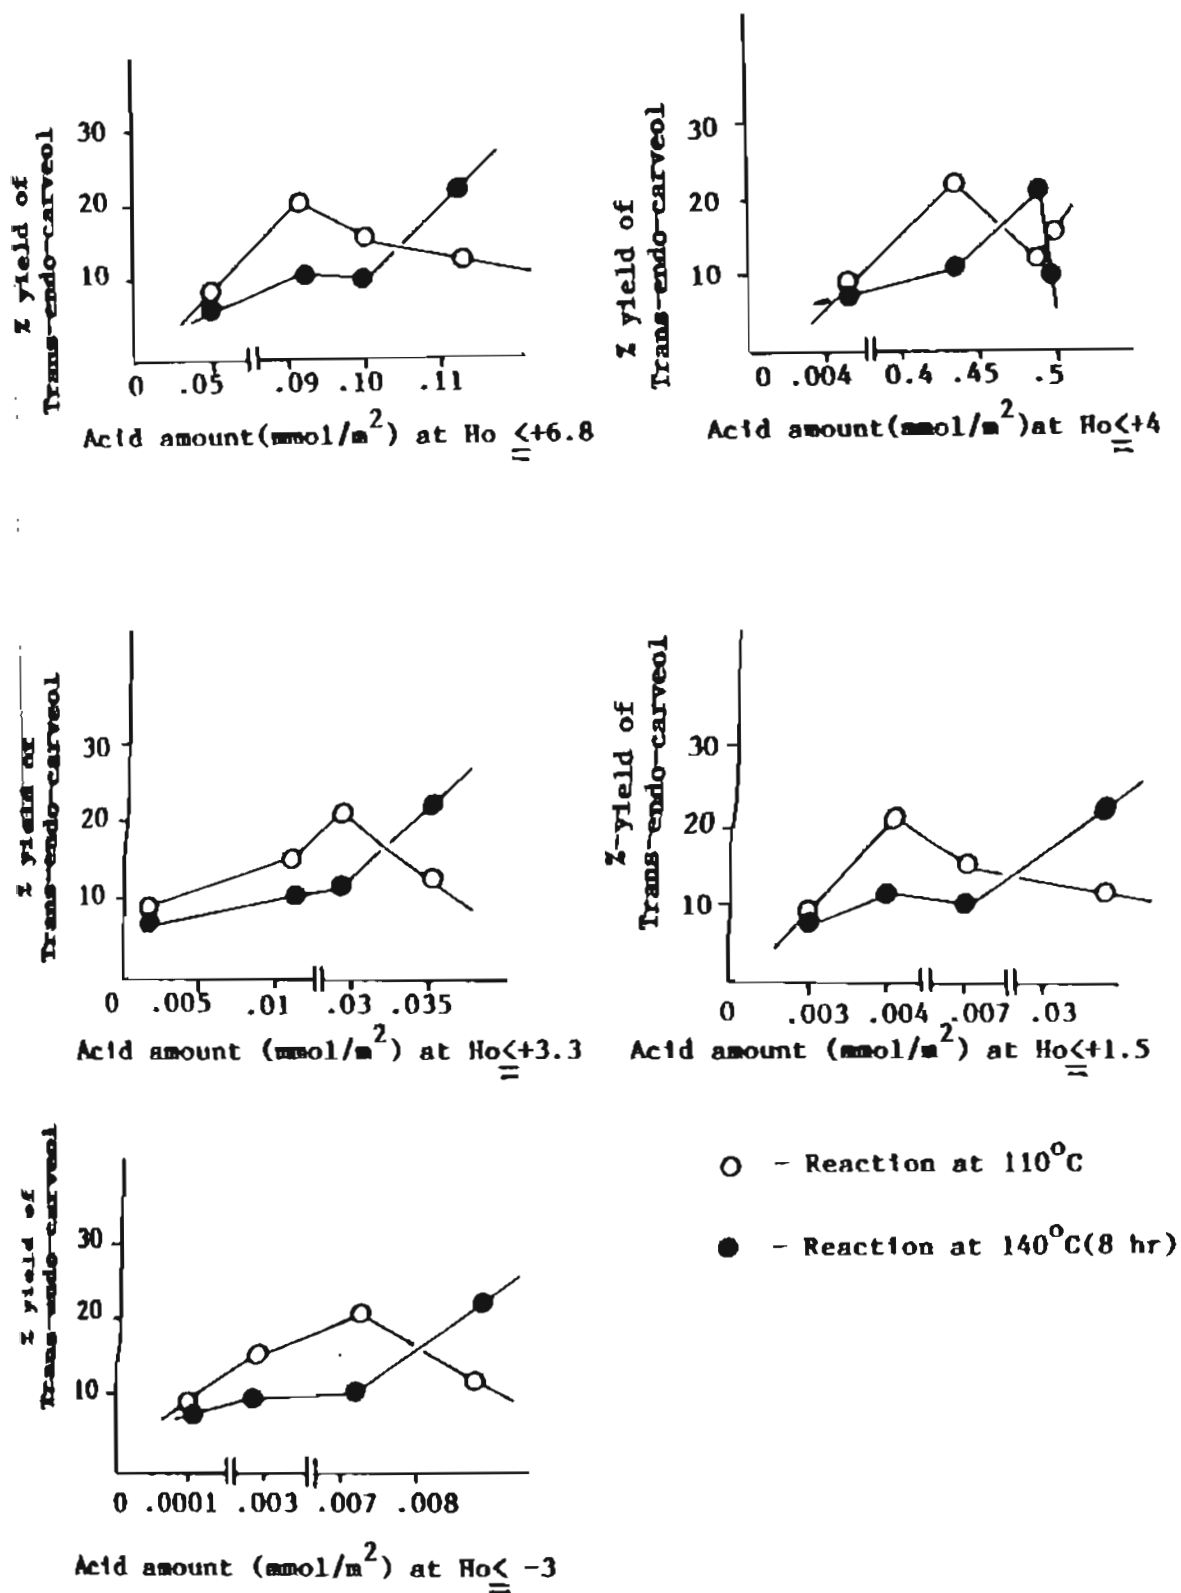 % yield of
Trans-endo-carveol
30
20
10
0 .05 .09 .10 .11
Acid amount(mmol/m²) at Ho ≤+6.8
% yield of
Trans-endo-carveol
30
20
10
0 .004 0.4 .45 .5
Acid amount(mmol/m²)at Ho≤+4
% yield of
Trans-endo-carveol
30
20
10
0 .005 .01 .03 .035
Acid amount (mmol/m²) at Ho≤+3.3
%-yield of
Trans-endo-carveol
30
20
10
0 .003 .004 .007 .03
Acid amount (mmol/m²) at Ho≤+1.5
% yield of
Trans-endo-carveol
30
20
10
0 .0001 .003 .007 .008
Acid amount (mmol/m²) at Ho≤ -3
○ - Reaction at 110°C
● - Reaction at 140°C(8 hr)